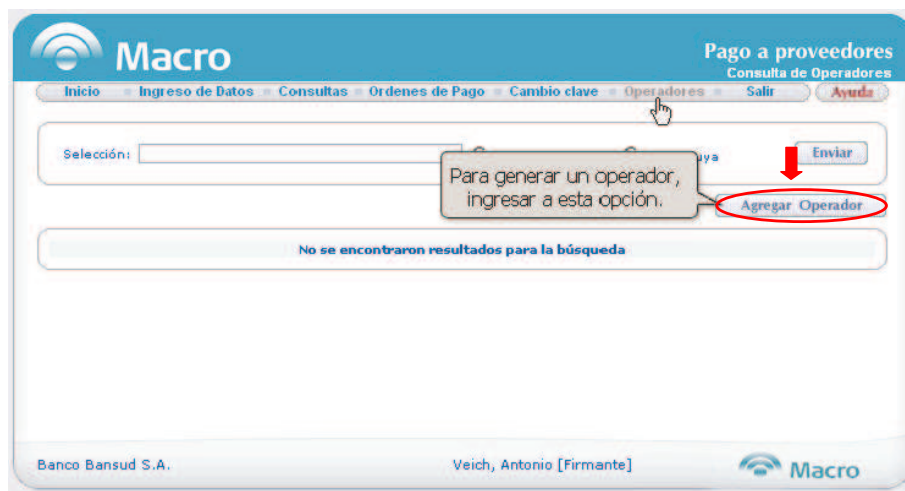 Macro
Pago a proveedores
Consulta de Operadores
Inicio Ingreso de Datos Consultas Ordenes de Pago Cambio clave Operadores Salir Ayuda
Selección:
Enviar
Para generar un operador,
ingresar a esta opción.
Agregar Operador
No se encontraron resultados para la búsqueda
Banco Bansud S.A. Veich, Antonio [Firmante] Macro